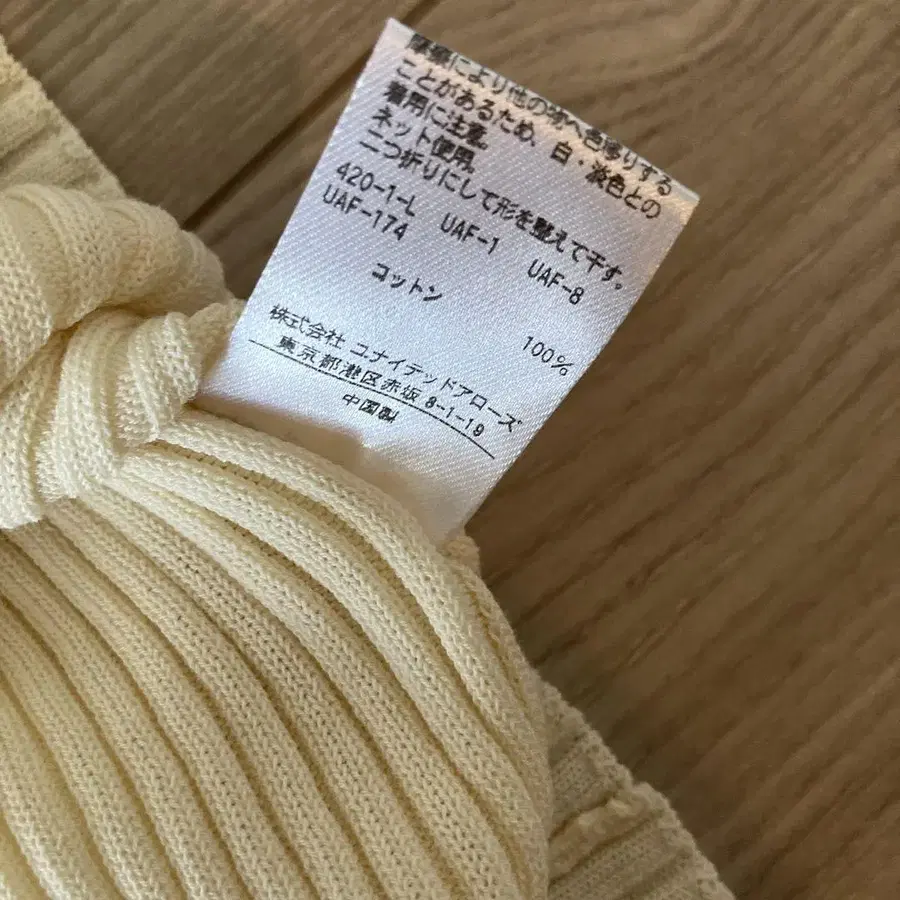 摩擦により他の物へ色移りする
ことがあるため、白・淡色との
着用に注意。
ネット使用。
二つ折りにして形を整えて干す。
420-1-L UAF-1 UAF-8
UAF-174
コットン 100%
株式会社 ユナイテッドアローズ
東京都港区赤坂 8-1-19
中国製